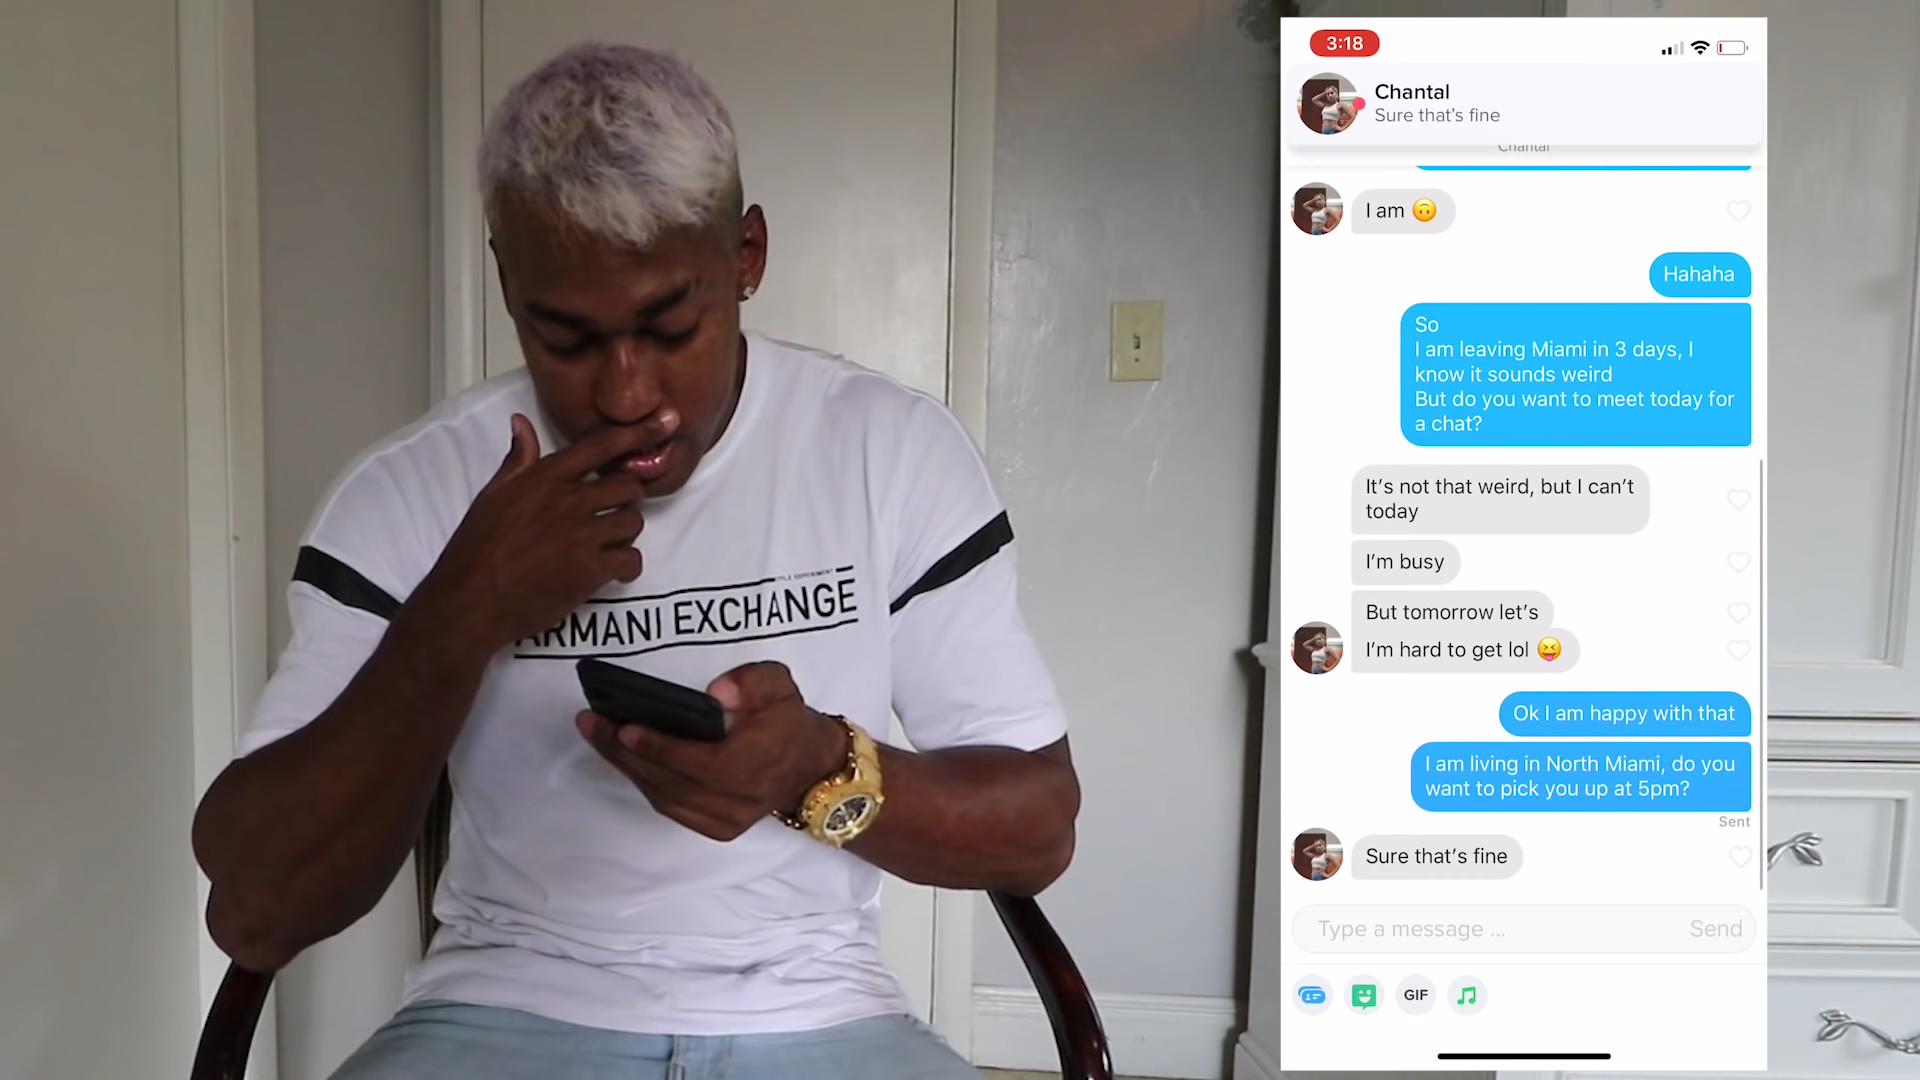 ARMANI EXCHANGE
3:18
Chantal
Sure that's fine
Chantal
I am 🙃
Hahaha
So
I am leaving Miami in 3 days, I
know it sounds weird
But do you want to meet today for
a chat?
It's not that weird, but I can't
today
I'm busy
But tomorrow let's
I'm hard to get lol 😝
Ok I am happy with that
I am living in North Miami, do you
want to pick you up at 5pm?
Sent
Sure that's fine
Type a message ...
Send
GIF